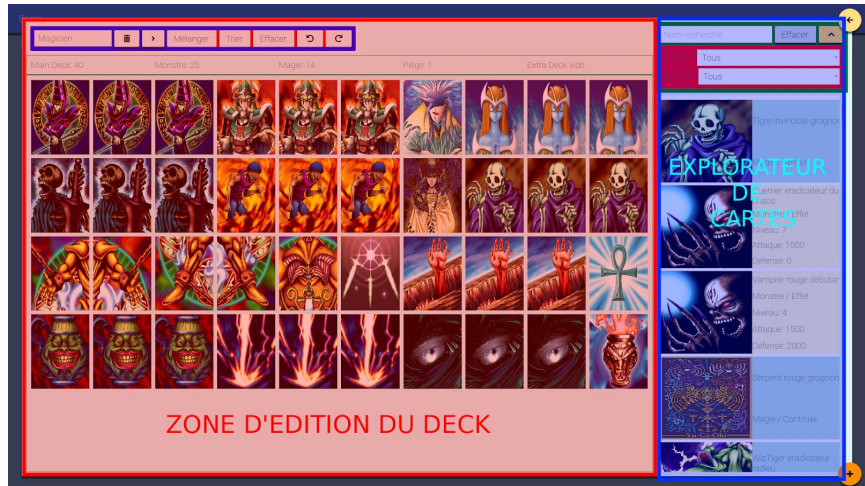 Magicien
Mélanger
Trier
Effacer
Main Deck: 40
Monstre: 25
Magie: 14
Piège: 1
Extra Deck vide
ZONE D'EDITION DU DECK
Nom recherché
Effacer
Tous
Tous
Tigre invincible grognon
EXPLORATEUR
DE
CARTES
Guerrier eradicateur du
chaos
Monstre / Effet
Niveau: 7
Attaque: 1500
Défense: 0
Vampire rouge debutant
Monstre / Effet
Niveau: 4
Attaque: 1500
Défense: 2000
Serpent rouge grognon
Magie / Continue
WizTiger eradicateur
radieu